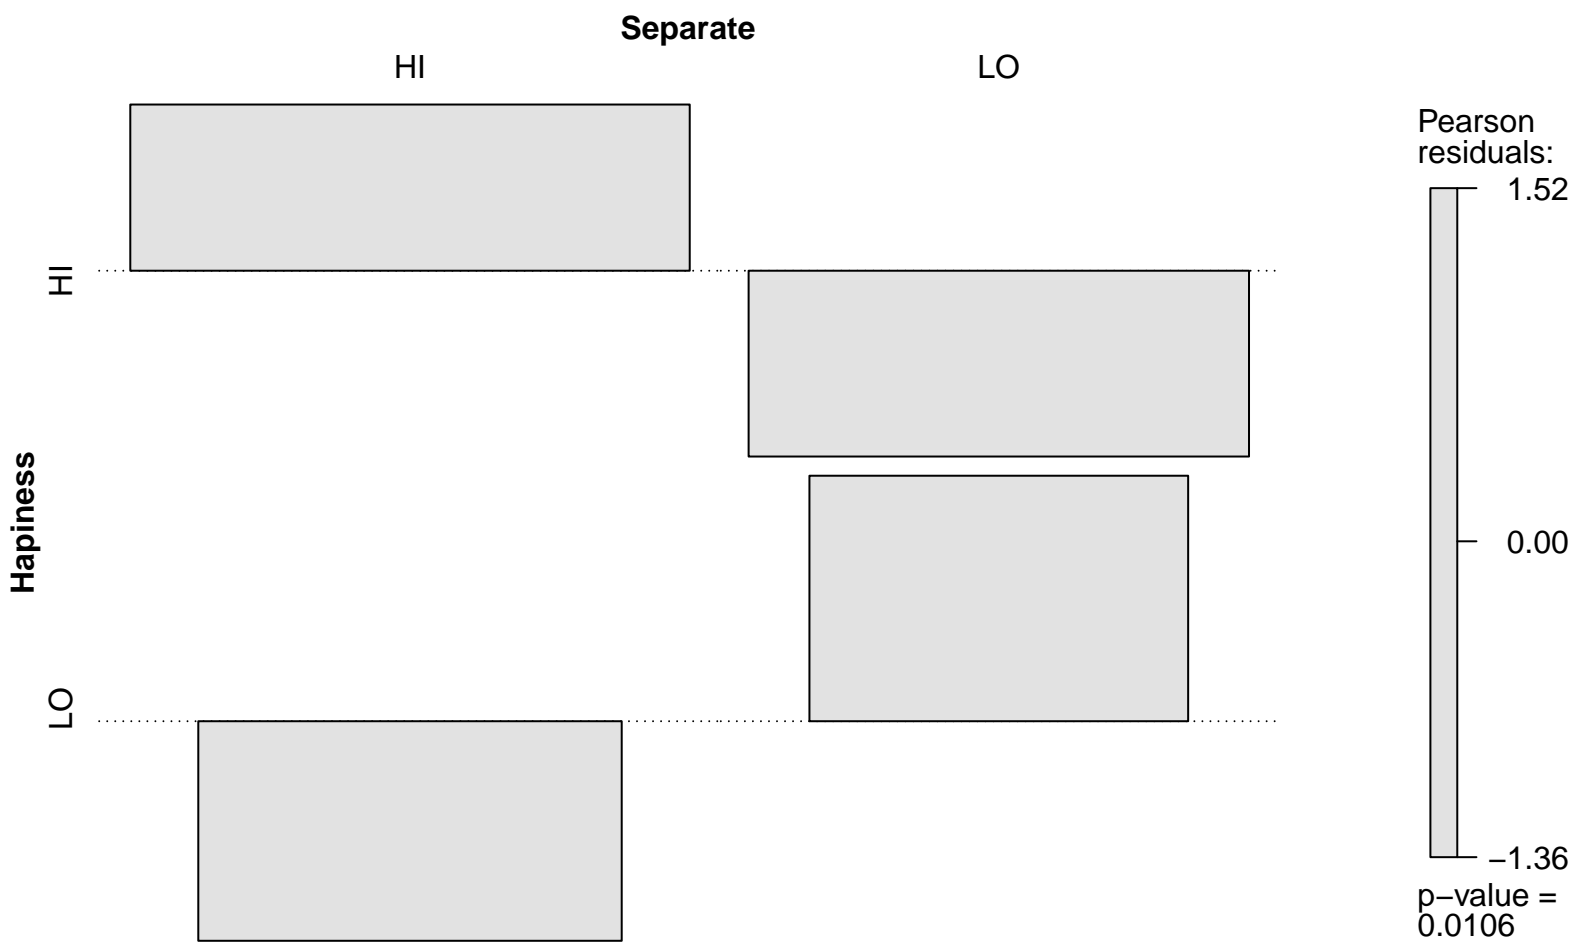 Separate
HI
LO
Hapiness
HI
LO
Pearson
residuals:
1.52
0.00
−1.36
p−value =
0.0106